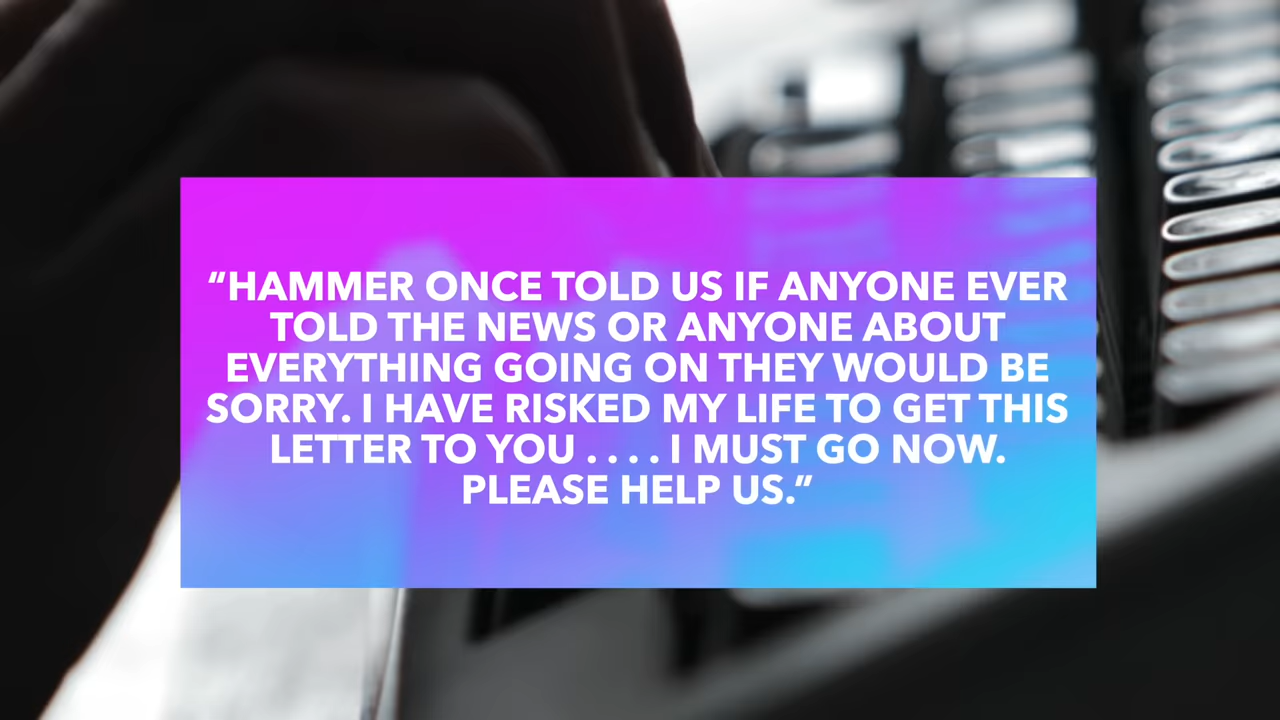 “HAMMER ONCE TOLD US IF ANYONE EVER
TOLD THE NEWS OR ANYONE ABOUT
EVERYTHING GOING ON THEY WOULD BE
SORRY. I HAVE RISKED MY LIFE TO GET THIS
LETTER TO YOU . . . . I MUST GO NOW.
PLEASE HELP US.”